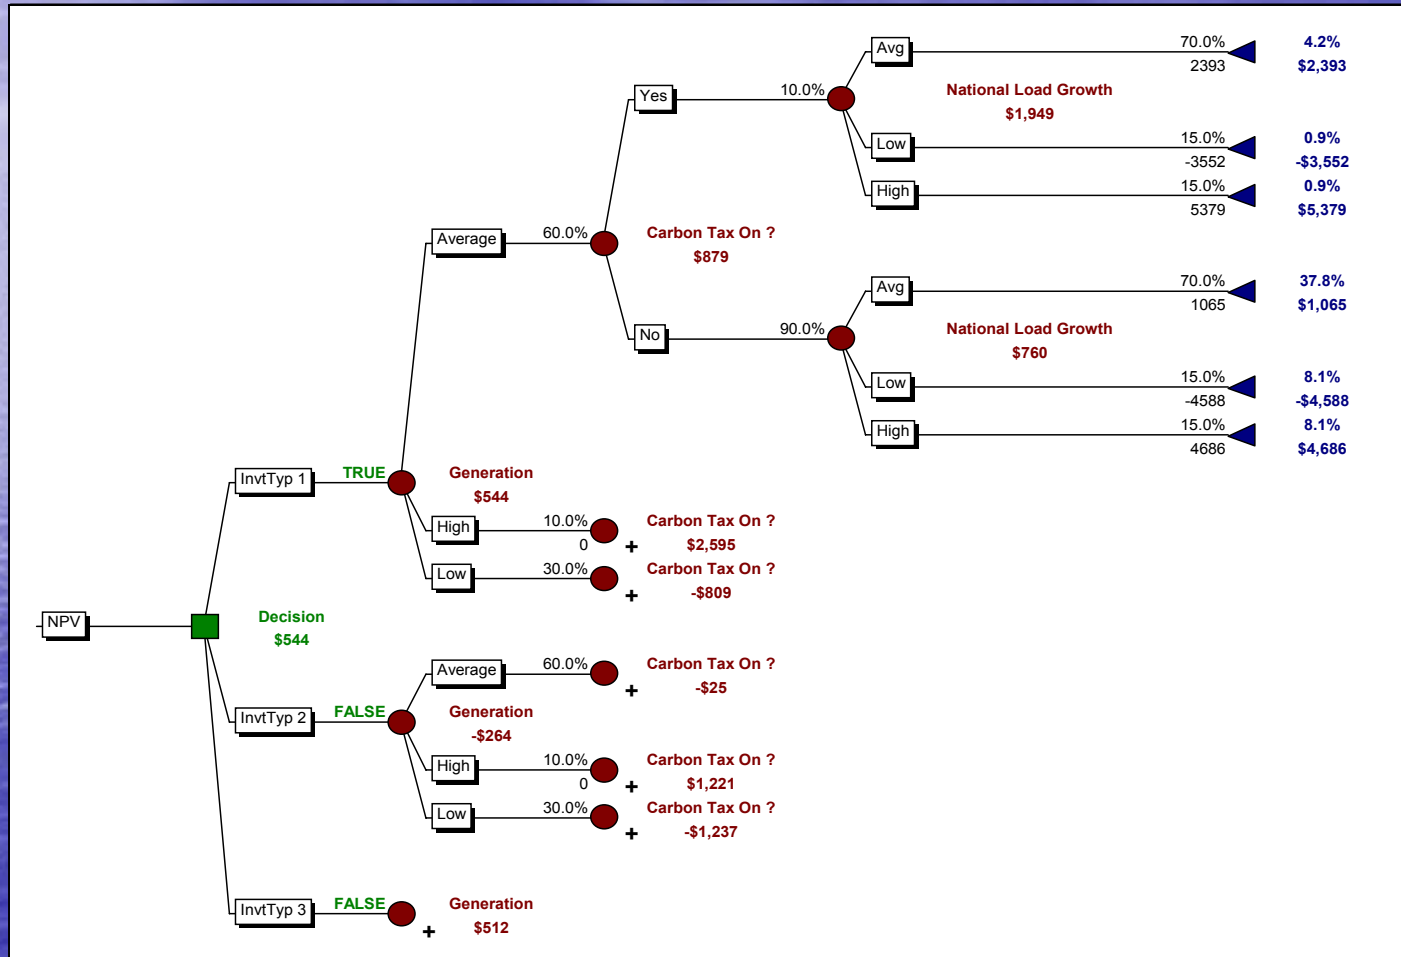 Avg 70.0% 4.2%
2393 $2,393
Yes 10.0% National Load Growth
$1,949
Low 15.0% 0.9%
-3552 -$3,552
High 15.0% 0.9%
5379 $5,379
Average 60.0% Carbon Tax On ?
$879
Avg 70.0% 37.8%
1065 $1,065
No 90.0% National Load Growth
$760
Low 15.0% 8.1%
-4588 -$4,588
High 15.0% 8.1%
4686 $4,686
InvtTyp 1 TRUE Generation
$544
High 10.0% Carbon Tax On ?
0 + $2,595
Low 30.0% Carbon Tax On ?
+ -$809
NPV Decision
$544
Average 60.0% Carbon Tax On ?
+ -$25
InvtTyp 2 FALSE Generation
-$264
High 10.0% Carbon Tax On ?
0 + $1,221
Low 30.0% Carbon Tax On ?
+ -$1,237
InvtTyp 3 FALSE Generation
+ $512